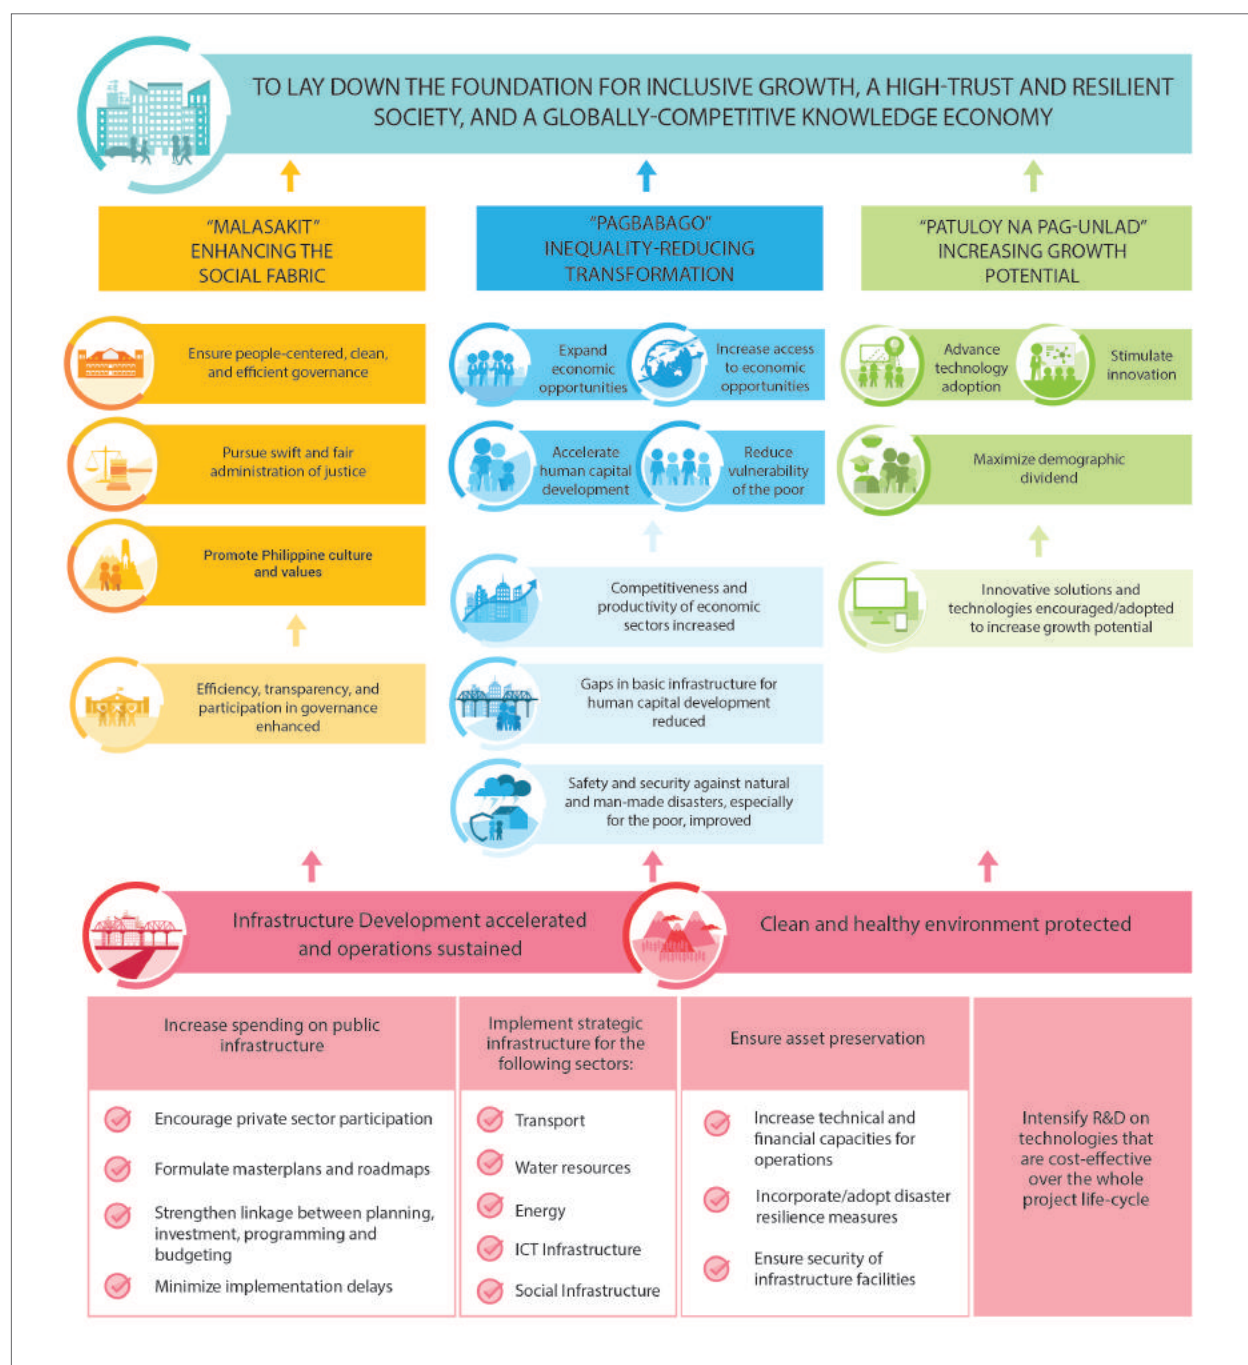 TO LAY DOWN THE FOUNDATION FOR INCLUSIVE GROWTH, A HIGH-TRUST AND RESILIENT
SOCIETY, AND A GLOBALLY-COMPETITIVE KNOWLEDGE ECONOMY
"MALASAKIT"
ENHANCING THE
SOCIAL FABRIC
Ensure people-centered, clean,
and efficient governance
Pursue swift and fair
administration of justice
Promote Philippine culture
and values
Efficiency, transparency, and
participation in governance
enhanced
"PAGBABAGO"
INEQUALITY-REDUCING
TRANSFORMATION
Expand
economic
opportunities
Increase access
to economic
opportunities
Accelerate
human capital
development
Reduce
vulnerability
of the poor
Competitiveness and
productivity of economic
sectors increased
Gaps in basic infrastructure for
human capital development
reduced
Safety and security against natural
and man-made disasters, especially
for the poor, improved
"PATULOY NA PAG-UNLAD"
INCREASING GROWTH
POTENTIAL
Advance
technology
adoption
Stimulate
innovation
Maximize demographic
dividend
Innovative solutions and
technologies encouraged/adopted
to increase growth potential
Infrastructure Development accelerated
and operations sustained
Clean and healthy environment protected
Increase spending on public
infrastructure
Encourage private sector participation
Formulate masterplans and roadmaps
Strengthen linkage between planning,
investment, programming and
budgeting
Minimize implementation delays
Implement strategic
infrastructure for the
following sectors:
Transport
Water resources
Energy
ICT Infrastructure
Social Infrastructure
Ensure asset preservation
Increase technical and
financial capacities for
operations
Incorporate/adopt disaster
resilience measures
Ensure security of
infrastructure facilities
Intensify R&D on
technologies that
are cost-effective
over the whole
project life-cycle